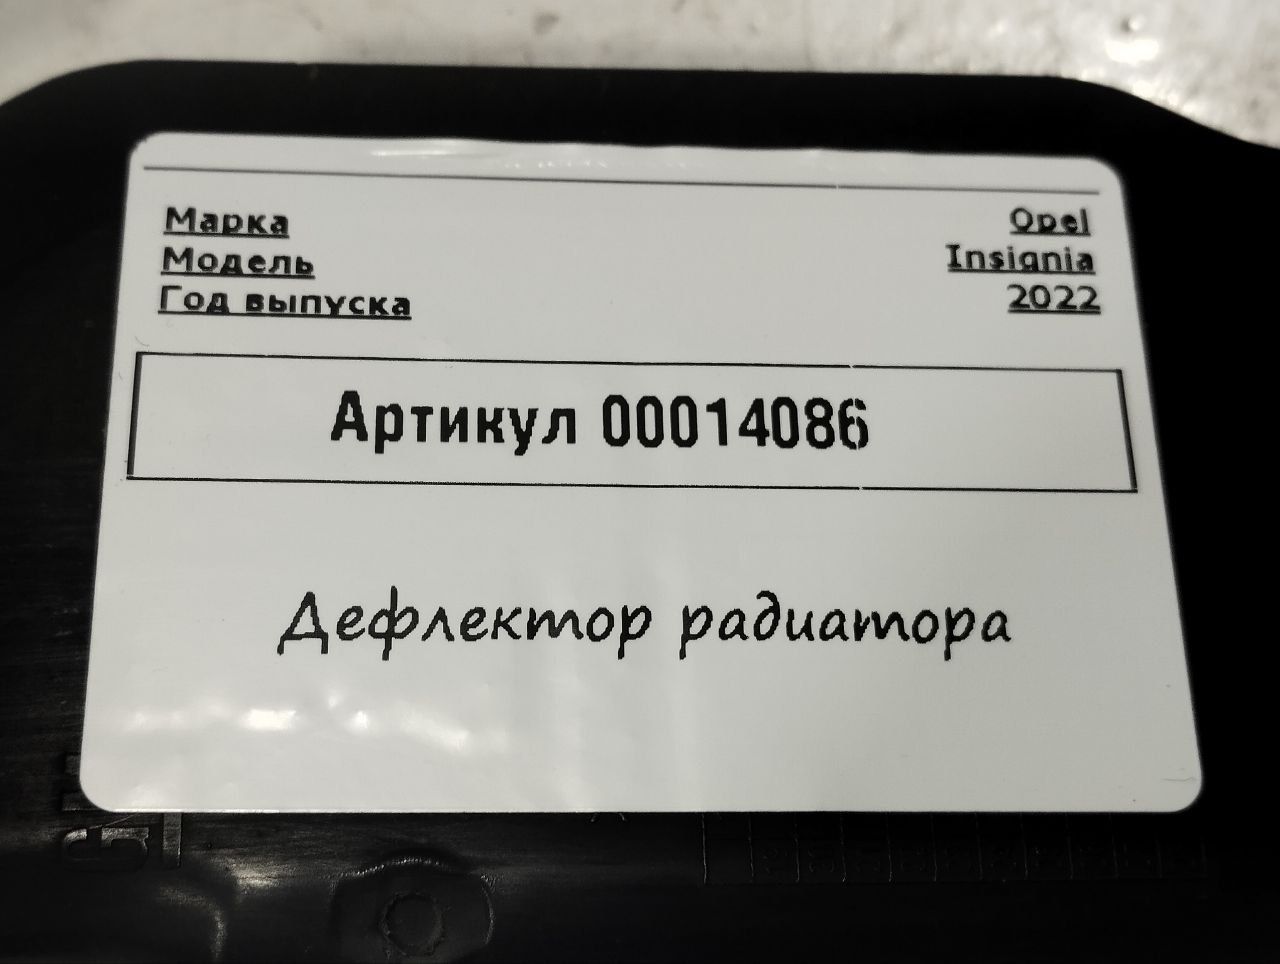 Марка Opel
Модель Insignia
Год выпуска 2022
Артикул 00014086
Дефлектор радиатора